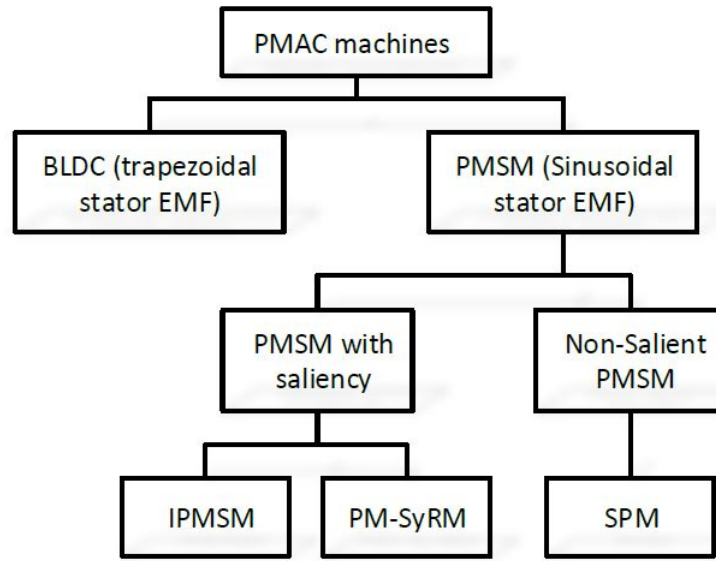 PMAC machines
BLDC (trapezoidal
stator EMF)
PMSM (Sinusoidal
stator EMF)
PMSM with
saliency
Non-Salient
PMSM
IPMSM
PM-SyRM
SPM